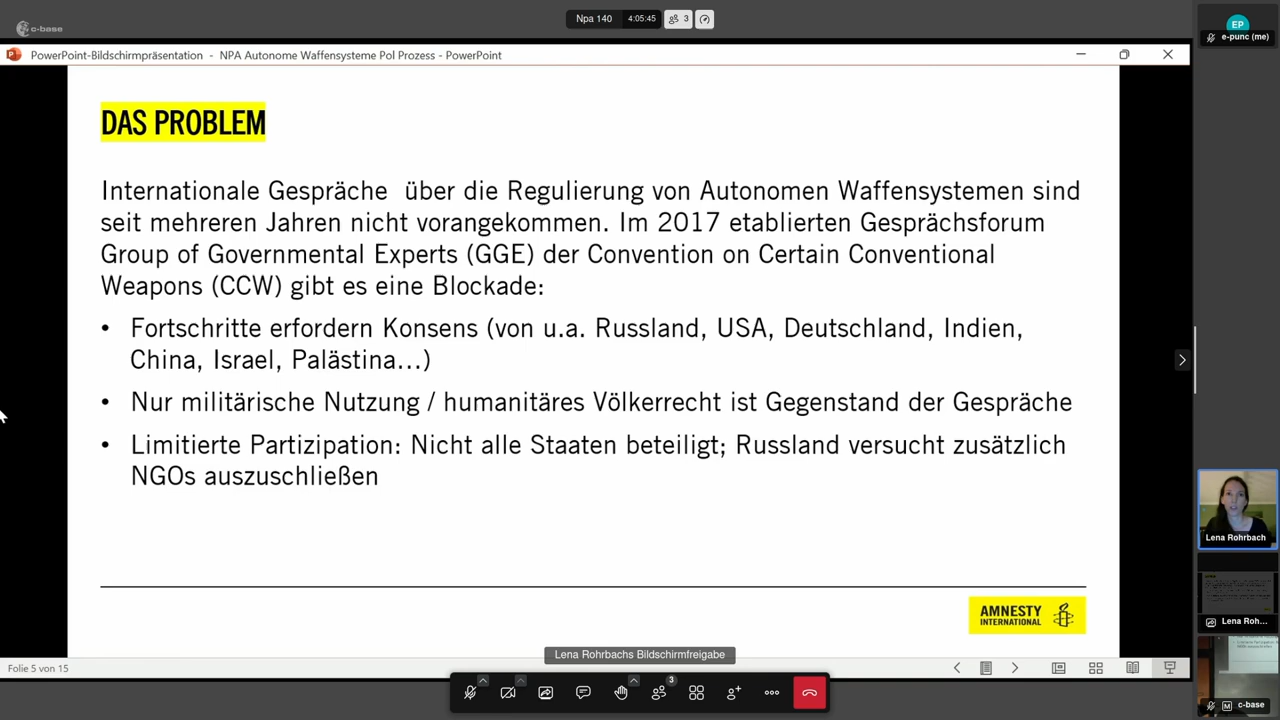 c-base
Npa 140
4:05:45
3
EP
e-punc (me)
PowerPoint-Bildschirmpräsentation - NPA Autonome Waffensysteme Pol Prozess - PowerPoint
DAS PROBLEM
Internationale Gespräche  über die Regulierung von Autonomen Waffensystemen sind
seit mehreren Jahren nicht vorangekommen. Im 2017 etablierten Gesprächsforum
Group of Governmental Experts (GGE) der Convention on Certain Conventional
Weapons (CCW) gibt es eine Blockade:
• Fortschritte erfordern Konsens (von u.a. Russland, USA, Deutschland, Indien,
China, Israel, Palästina...)
• Nur militärische Nutzung / humanitäres Völkerrecht ist Gegenstand der Gespräche
• Limitierte Partizipation: Nicht alle Staaten beteiligt; Russland versucht zusätzlich
NGOs auszuschließen
AMNESTY
INTERNATIONAL
Lena Rohrbach
Lena Roh...
M c-base
Lena Rohrbachs Bildschirmfreigabe
Folie 5 von 15
3